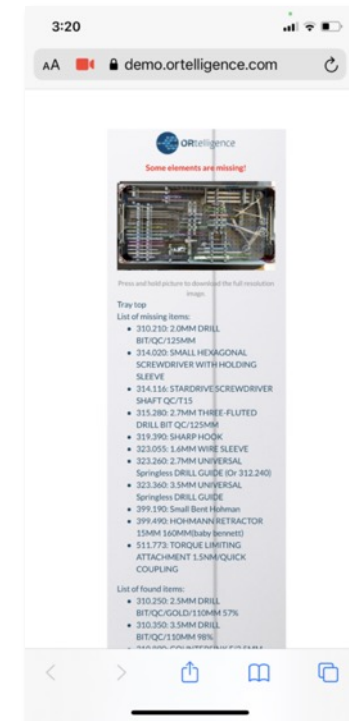 3:20
AA demo.ortelligence.com
ORtelligence
Some elements are missing!
Press and hold picture to download the full resolution
image.
Tray top
List of missing items:
• 310.210: 2.0MM DRILL
BIT/QC/125MM
• 314.020: SMALL HEXAGONAL
SCREWDRIVER WITH HOLDING
SLEEVE
• 314.116: STARDRIVE SCREWDRIVER
SHAFT QC/T15
• 315.280: 2.7MM THREE-FLUTED
DRILL BIT QC/125MM
• 319.390: SHARP HOOK
• 323.055: 1.6MM WIRE SLEEVE
• 323.260: 2.7MM UNIVERSAL
Springless DRILL GUIDE (Or 312.240)
• 323.360: 3.5MM UNIVERSAL
Springless DRILL GUIDE
• 399.190: Small Bent Hohman
• 399.490: HOHMANN RETRACTOR
15MM 160MM(baby bennett)
• 511.773: TORQUE LIMITING
ATTACHMENT 1.5NM/QUICK
COUPLING
List of found items:
• 310.250: 2.5MM DRILL
BIT/QC/GOLD/110MM 57%
• 310.350: 3.5MM DRILL
BIT/QC/110MM 98%